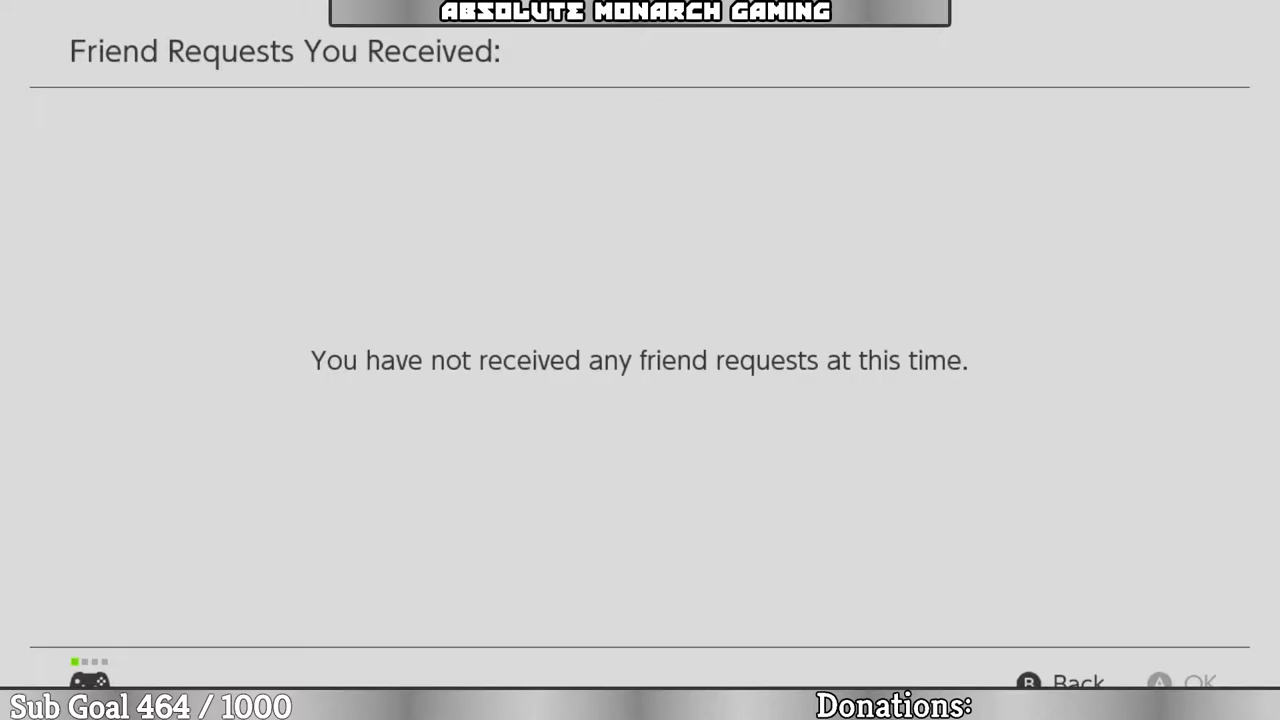 ABSOLUTE MONARCH GAMING
Friend Requests You Received:
You have not received any friend requests at this time.
B Back A OK
Sub Goal 464 / 1000 Donations: